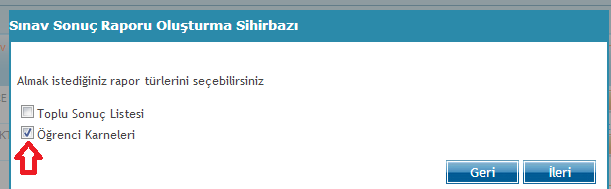 Sınav Sonuç Raporu Oluşturma Sihirbazı
Almak istediğiniz rapor türlerini seçebilirsiniz
Toplu Sonuç Listesi
Öğrenci Karneleri
Geri
İleri